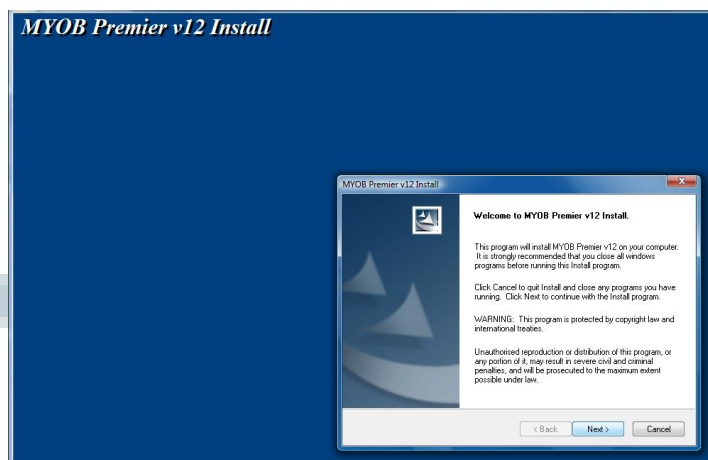 MYOB Premier v12 Install
MYOB Premier v12 Install
Welcome to MYOB Premier v12 Install.
This program will install MYOB Premier v12 on your computer.
It is strongly recommended that you close all windows
programs before running this Install program.
Click Cancel to quit Install and close any programs you have
running. Click Next to continue with the Install program.
WARNING: This program is protected by copyright law and
international treaties.
Unauthorised reproduction or distribution of this program, or
any portion of it, may result in severe civil and criminal
penalties, and will be prosecuted to the maximum extent
possible under law.
< Back Next > Cancel